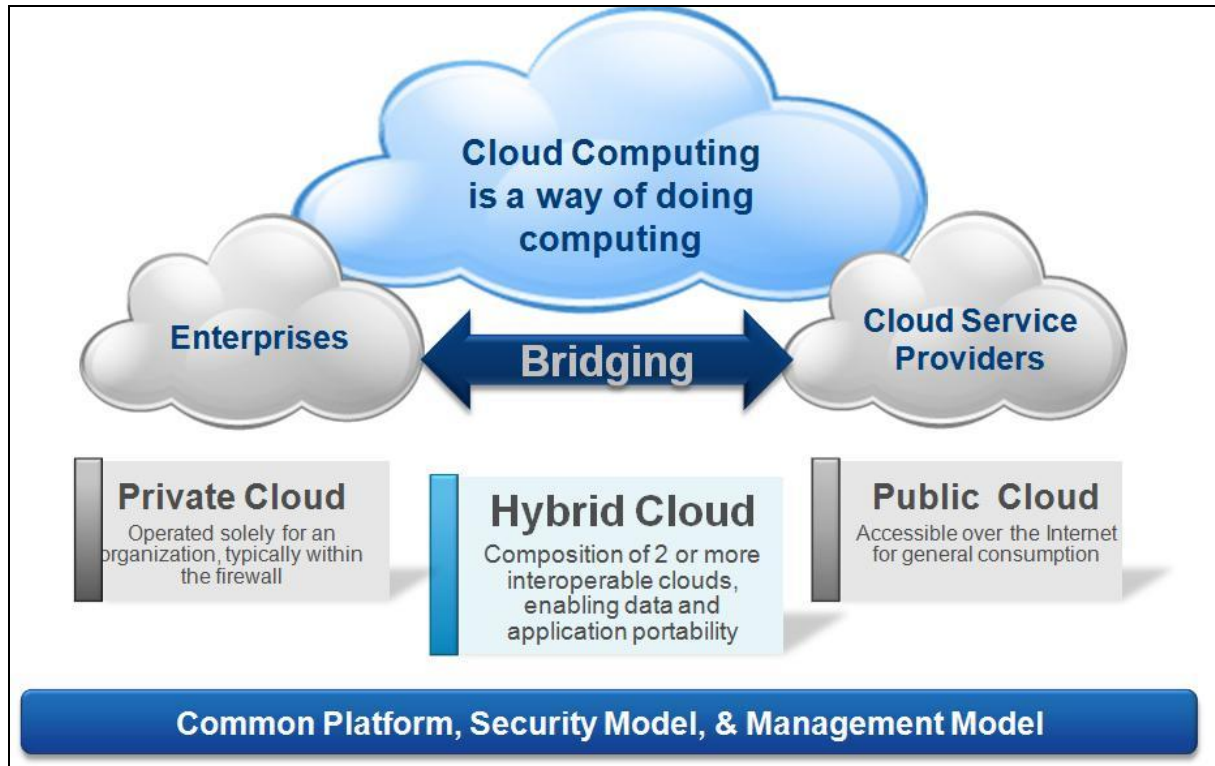 Cloud Computing
is a way of doing
computing
Enterprises
Bridging
Cloud Service
Providers
Private Cloud
Operated solely for an
organization, typically within
the firewall
Hybrid Cloud
Composition of 2 or more
interoperable clouds,
enabling data and
application portability
Public Cloud
Accessible over the Internet
for general consumption
Common Platform, Security Model, & Management Model